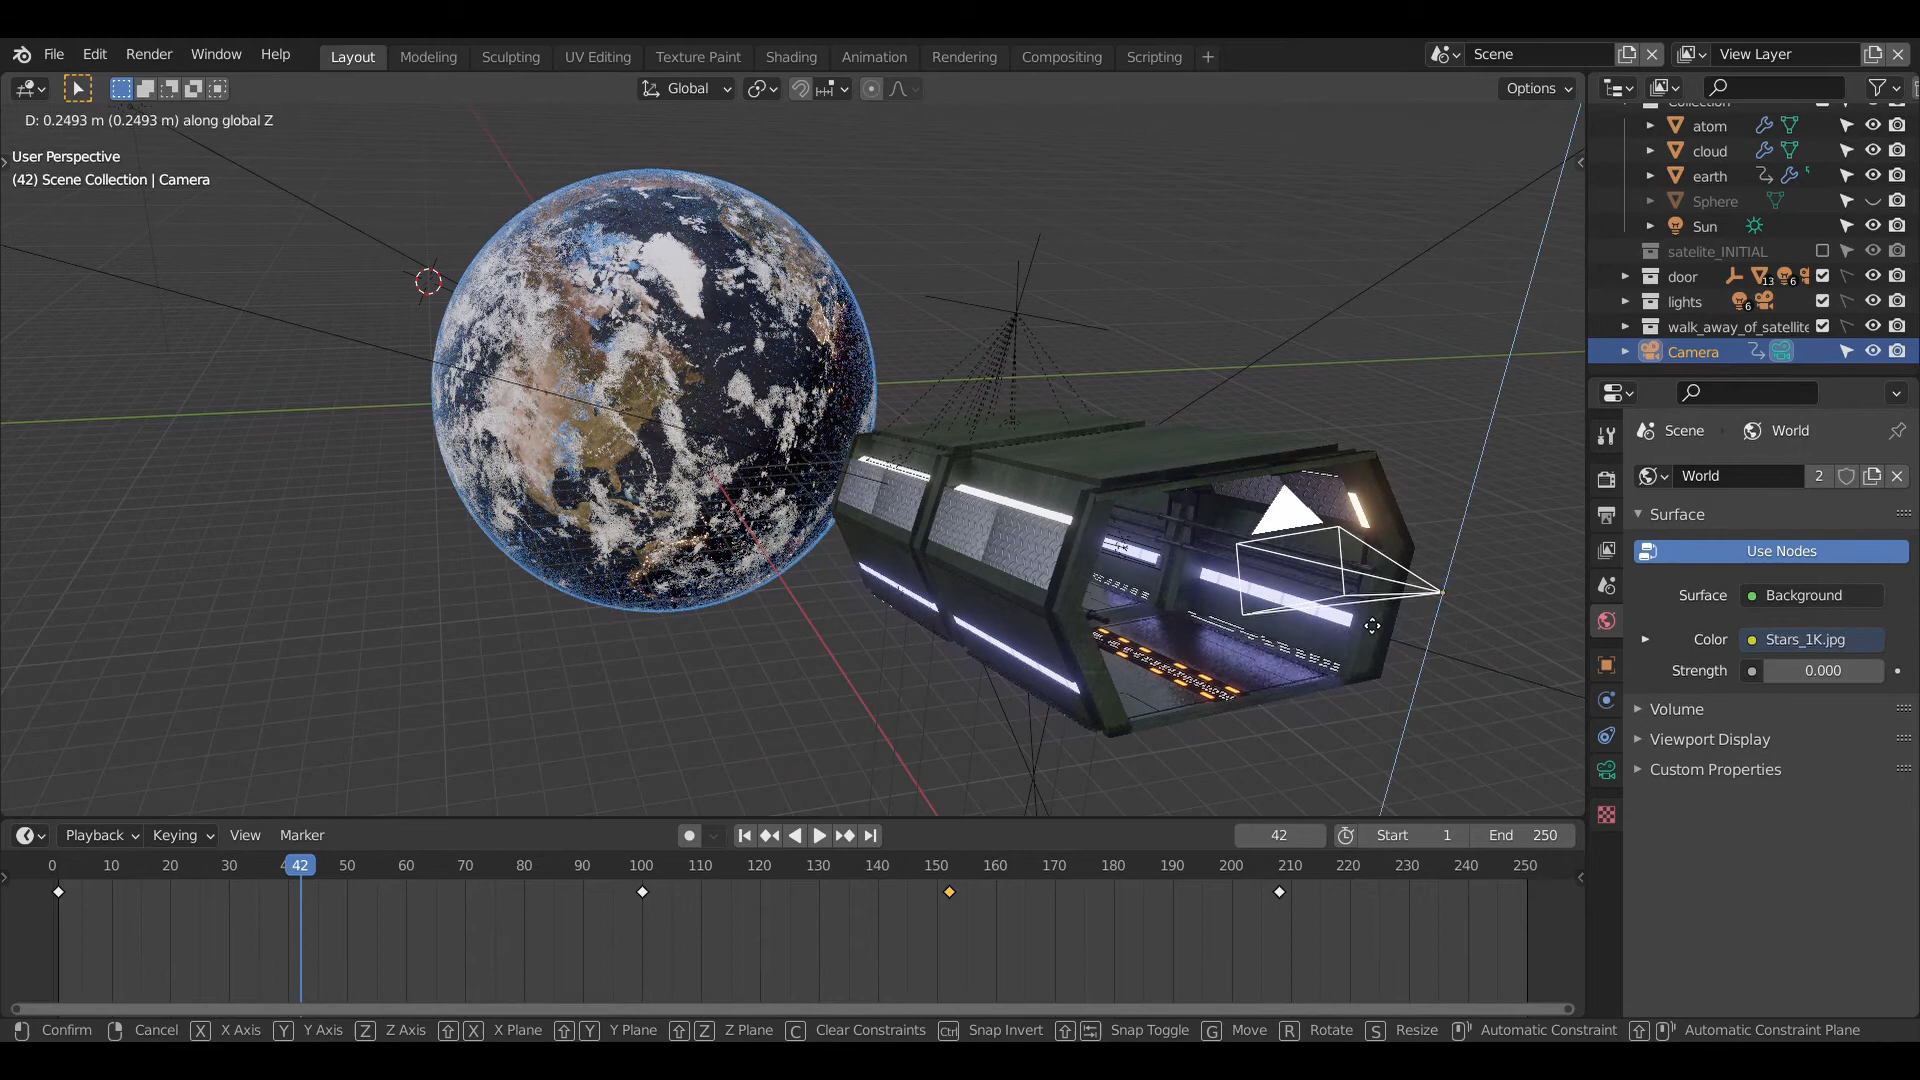 File Edit Render Window Help Layout Modeling Sculpting UV Editing Texture Paint Shading Animation Rendering Compositing Scripting + Scene View Layer
Global Options
D: 0.2493 m (0.2493 m) along global Z
User Perspective
(42) Scene Collection | Camera
Collection
atom
cloud
earth
Sphere
Sun
satelite_INITIAL
door 13 6
lights 6
walk_away_of_satellite
Camera
Scene World
World 2
Surface
Use Nodes
Surface Background
Color Stars_1K.jpg
Strength 0.000
Volume
Viewport Display
Custom Properties
Playback Keying View Marker 42 Start 1 End 250
0 10 20 30 42 50 60 70 80 90 100 110 120 130 140 150 160 170 180 190 200 210 220 230 240 250
Confirm Cancel X X Axis Y Y Axis Z Z Axis X X Plane Y Y Plane Z Z Plane C Clear Constraints Ctrl Snap Invert Snap Toggle G Move R Rotate S Resize Automatic Constraint Automatic Constraint Plane